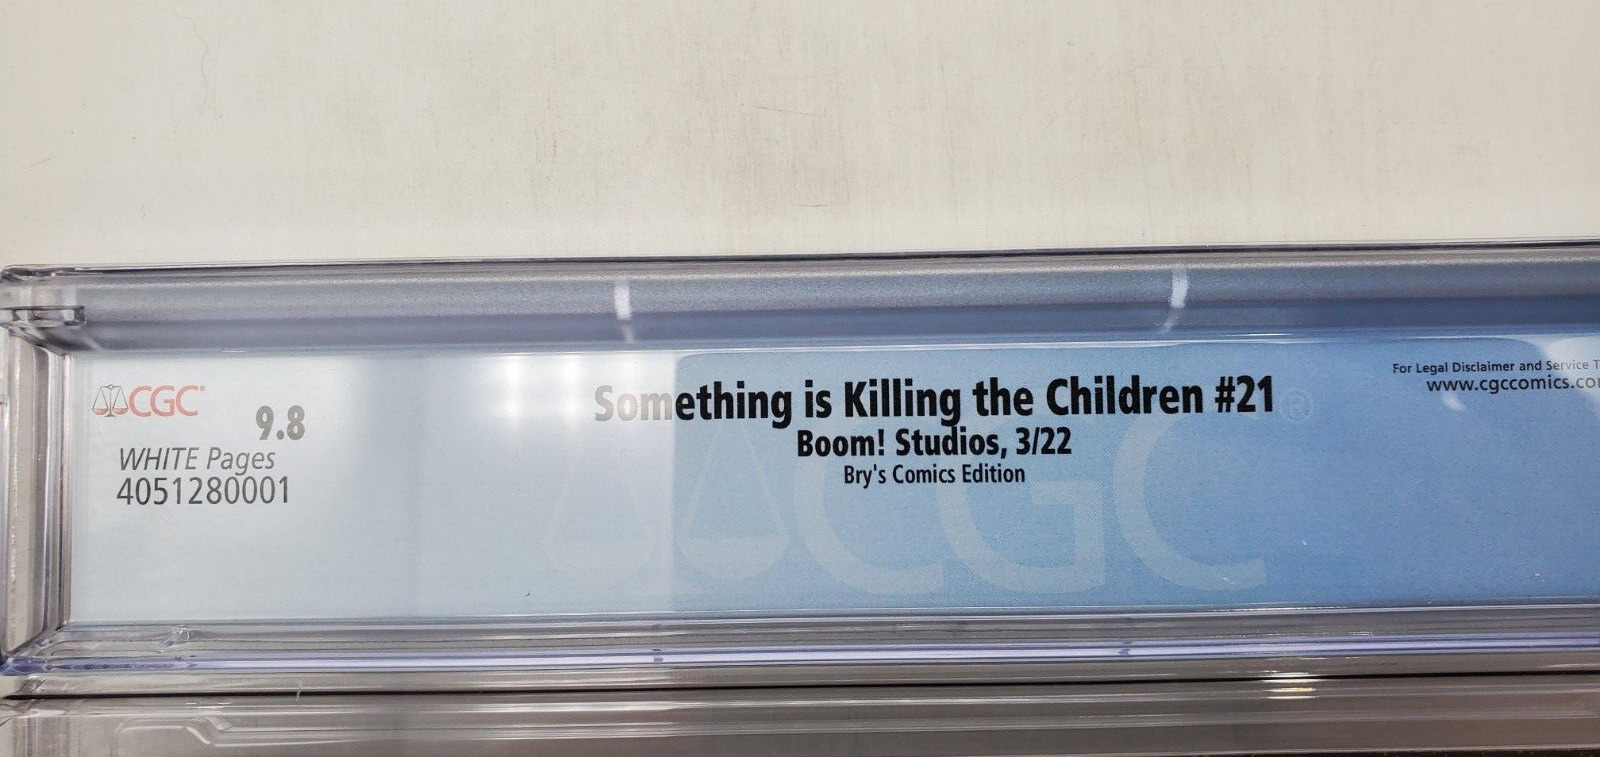 CGC
9.8
WHITE Pages
4051280001
Something is Killing the Children #21
Boom! Studios, 3/22
Bry's Comics Edition
For Legal Disclaimer and Service
www.cgccomics.co
CGC®